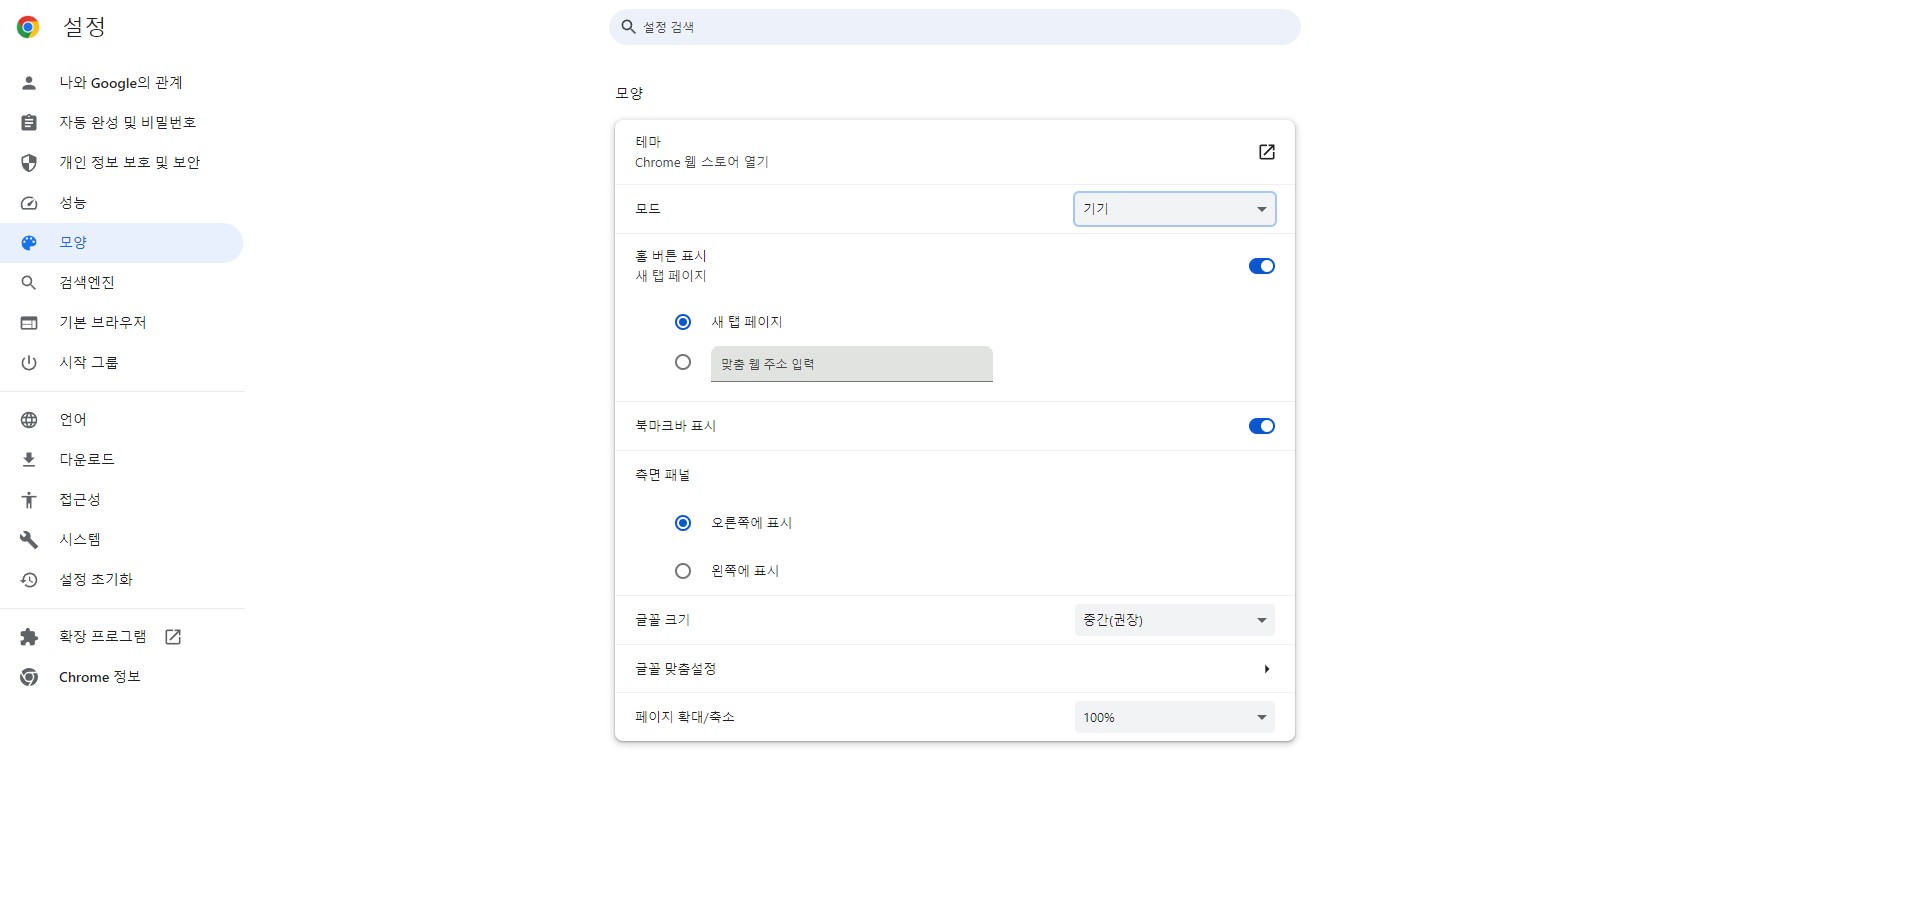 설정
설정 검색
나와 Google의 관계
자동 완성 및 비밀번호
개인 정보 보호 및 보안
성능
모양
검색엔진
기본 브라우저
시작 그룹
언어
다운로드
접근성
시스템
설정 초기화
확장 프로그램
Chrome 정보
모양
테마
Chrome 웹 스토어 열기
모드
기기
홈 버튼 표시
새 탭 페이지
새 탭 페이지
맞춤 웹 주소 입력
북마크바 표시
측면 패널
오른쪽에 표시
왼쪽에 표시
글꼴 크기
중간(권장)
글꼴 맞춤설정
페이지 확대/축소
100%